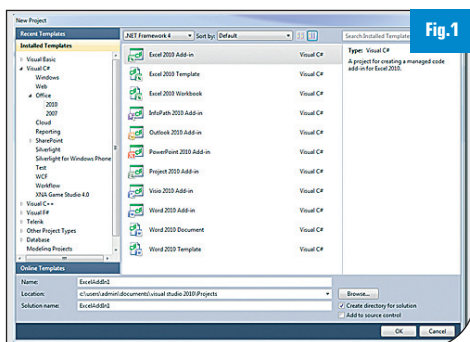 New Project
Fig.1
Recent Templates
.NET Framework 4
Sort by: Default
Search Installed Templates
Installed Templates
Visual Basic
Visual C#
Windows
Web
Office
2010
2007
Cloud
Reporting
SharePoint
Silverlight
Silverlight for Windows Phone
Test
WCF
Workflow
XNA Game Studio 4.0
Visual C++
Visual F#
Telerik
Other Project Types
Database
Modeling Projects
Online Templates
Excel 2010 Add-in Visual C#
Excel 2010 Template Visual C#
Excel 2010 Workbook Visual C#
InfoPath 2010 Add-in Visual C#
Outlook 2010 Add-in Visual C#
PowerPoint 2010 Add-in Visual C#
Project 2010 Add-in Visual C#
Visio 2010 Add-in Visual C#
Word 2010 Add-in Visual C#
Word 2010 Document Visual C#
Word 2010 Template Visual C#
Type: Visual C#
A project for creating a managed code
add-in for Excel 2010.
Name: ExcelAddIn1
Location: c:\users\admin\documents\visual studio 2010\Projects Browse...
Solution name: ExcelAddIn1
Create directory for solution
Add to source control
OK Cancel